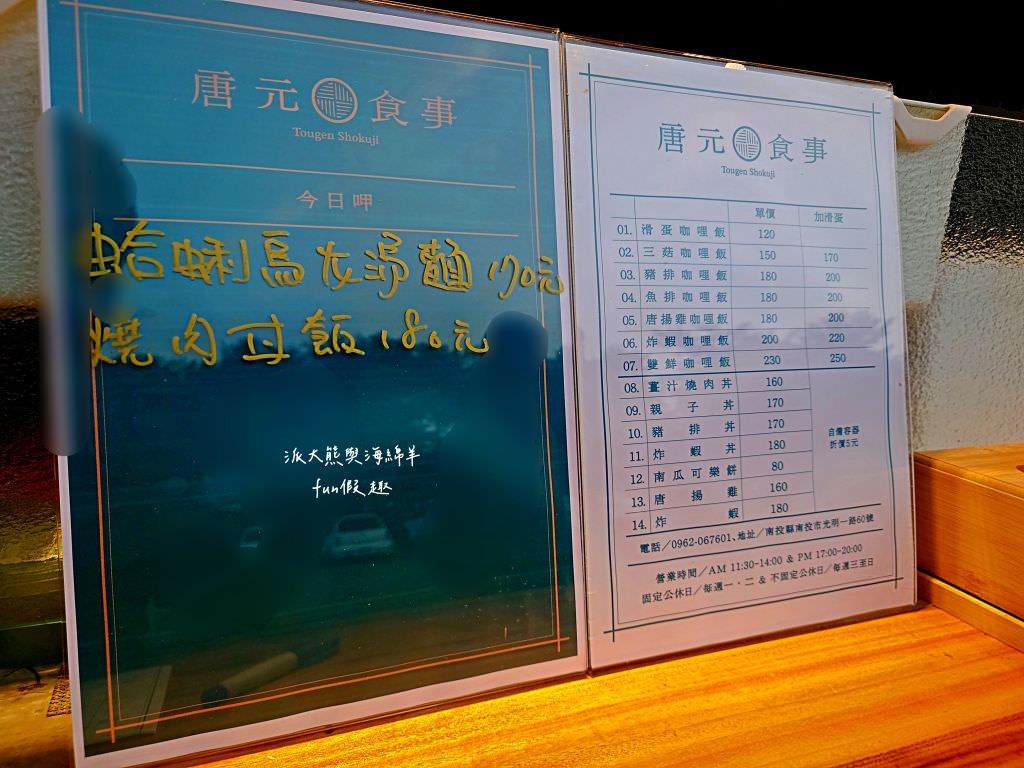 唐元食事
Tougen Shokuji
今日呷
蛤蜊烏龙湯麵 170元
燒肉丼飯 180元
派大熊與海綿羊
fun假趣
唐元食事
Tougen Shokuji
單價 加滑蛋
01. 滑蛋咖哩飯 120
02. 三菇咖哩飯 150 170
03. 豬排咖哩飯 180 200
04. 魚排咖哩飯 180 200
05. 唐揚雞咖哩飯 180 200
06. 炸蝦咖哩飯 200 220
07. 雙鮮咖哩飯 230 250
08. 薑汁燒肉丼 160
09. 親子丼 170
10. 豬排丼 170
11. 炸蝦丼 180
12. 南瓜可樂餅 80
13. 唐揚雞 160
14. 炸蝦 180
自備容器
折價5元
電話／0962-067601、地址／南投縣南投市光明一路60號
營業時間／AM 11:30-14:00 & PM 17:00-20:00
固定公休日／每週一・二 & 不固定公休日／每週三至日